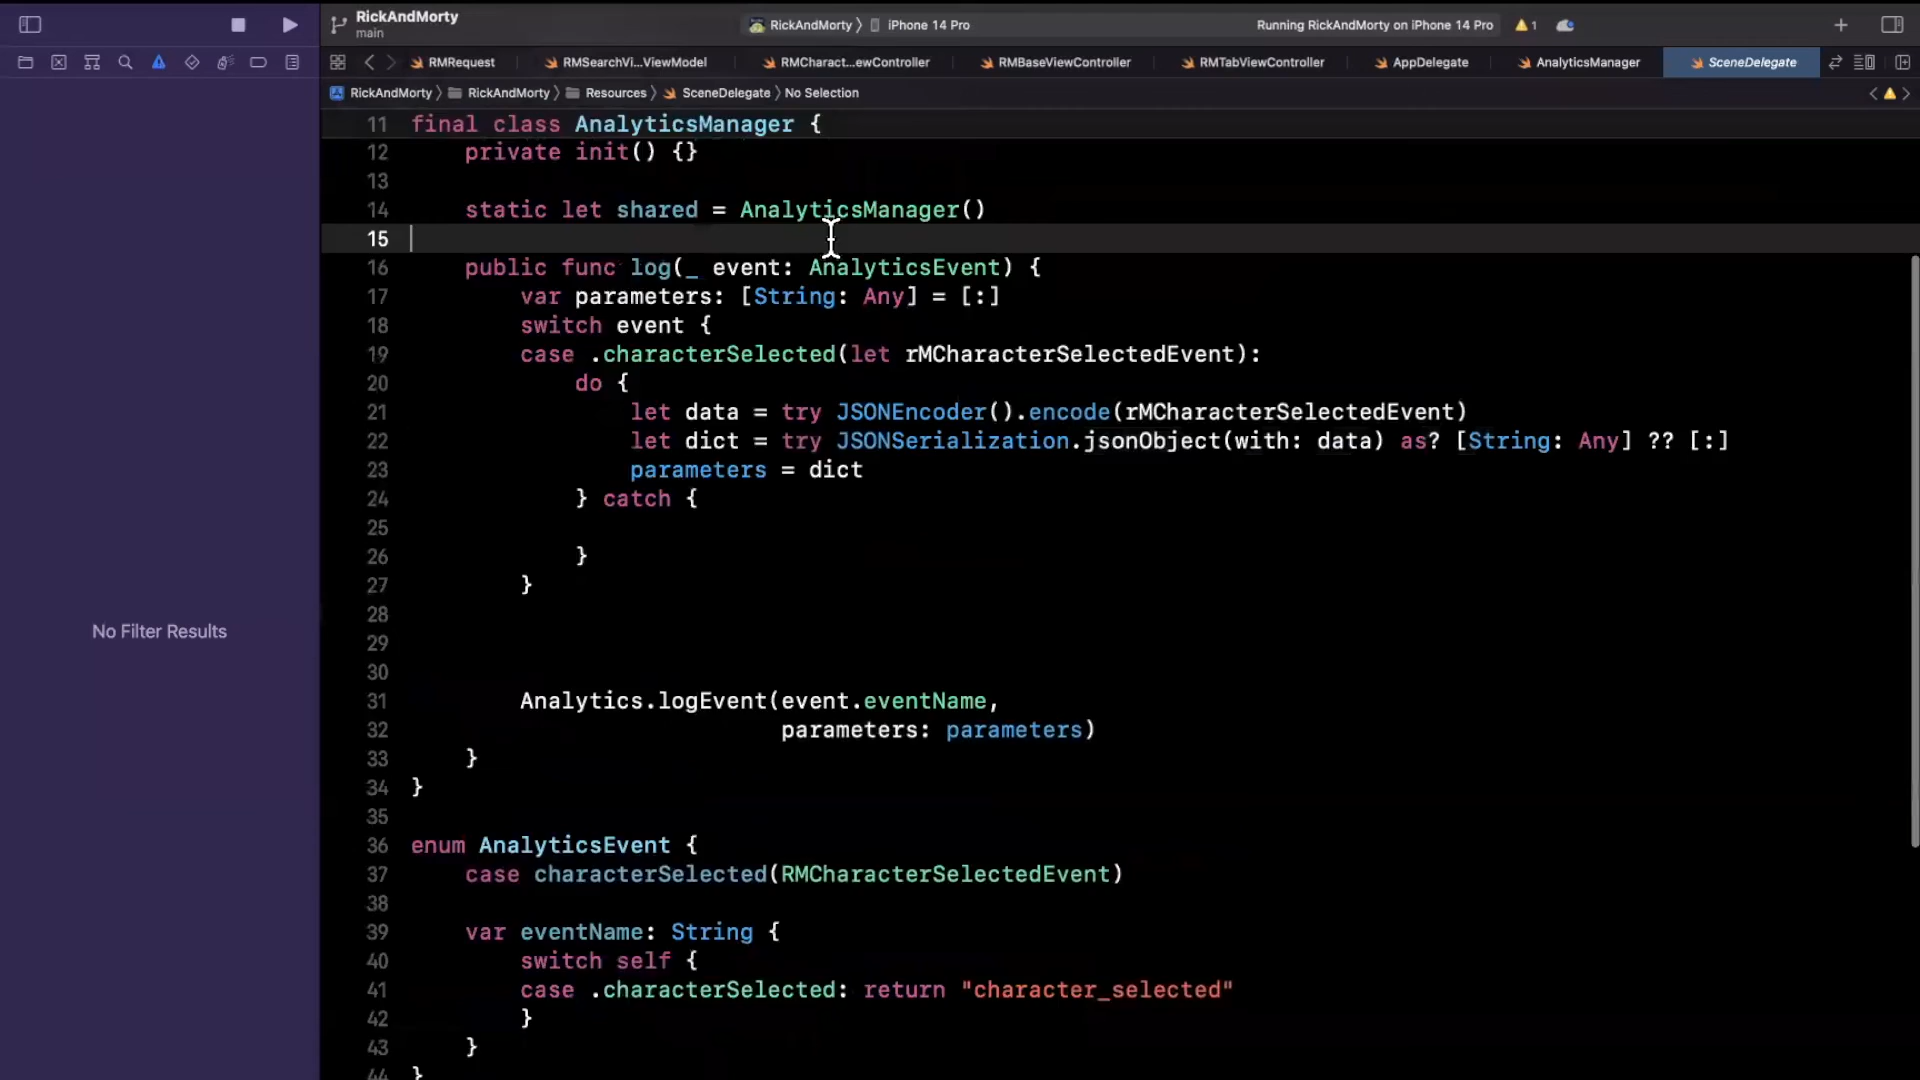 RickAndMorty
main
RickAndMorty
iPhone 14 Pro
Running RickAndMorty on iPhone 14 Pro
1
RMRequest
RMSearchVi...ViewModel
RMCharact...ewController
RMBaseViewController
RMTabViewController
AppDelegate
AnalyticsManager
SceneDelegate
RickAndMorty
RickAndMorty
Resources
SceneDelegate
No Selection
No Filter Results
11 final class AnalyticsManager {
12 private init() {}
13
14 static let shared = AnalyticsManager()
15
16 public func log(_ event: AnalyticsEvent) {
17 var parameters: [String: Any] = [:]
18 switch event {
19 case .characterSelected(let rMCharacterSelectedEvent):
20 do {
21 let data = try JSONEncoder().encode(rMCharacterSelectedEvent)
22 let dict = try JSONSerialization.jsonObject(with: data) as? [String: Any] ?? [:]
23 parameters = dict
24 } catch {
25
26 }
27 }
28
29
30
31 Analytics.logEvent(event.eventName,
32 parameters: parameters)
33 }
34 }
35
36 enum AnalyticsEvent {
37 case characterSelected(RMCharacterSelectedEvent)
38
39 var eventName: String {
40 switch self {
41 case .characterSelected: return "character_selected"
42 }
43 }
44 }